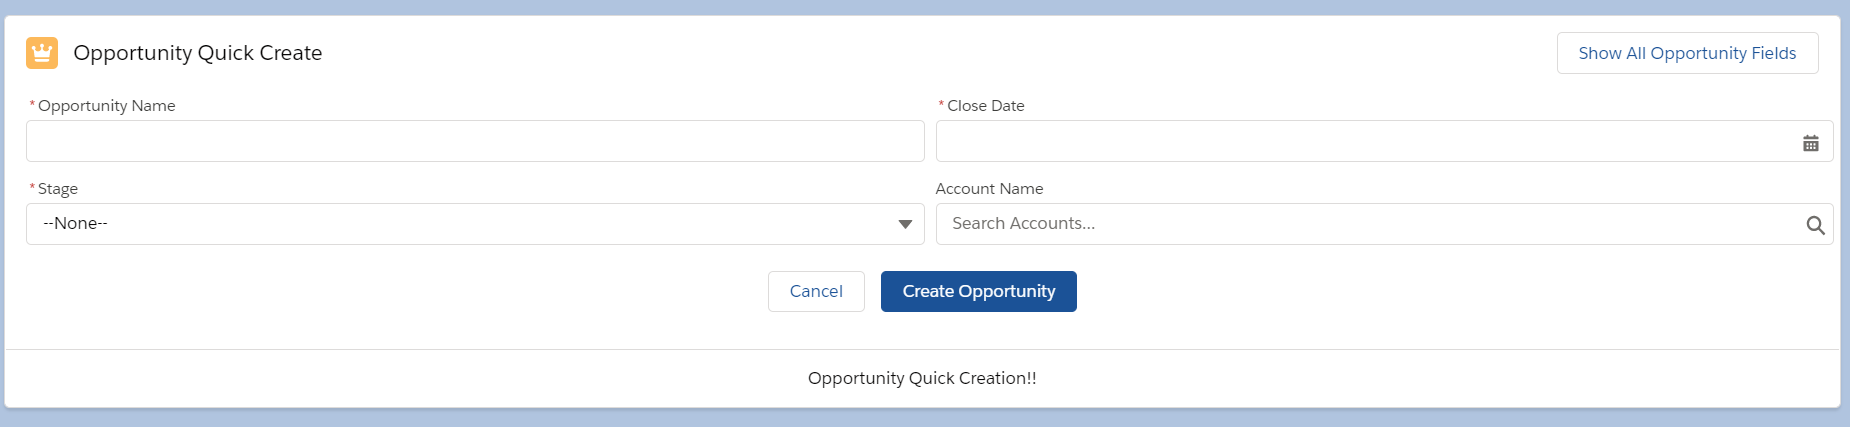 Opportunity Quick Create
Show All Opportunity Fields
*Opportunity Name
*Close Date
*Stage
Account Name
--None--
Search Accounts...
Cancel
Create Opportunity
Opportunity Quick Creation!!